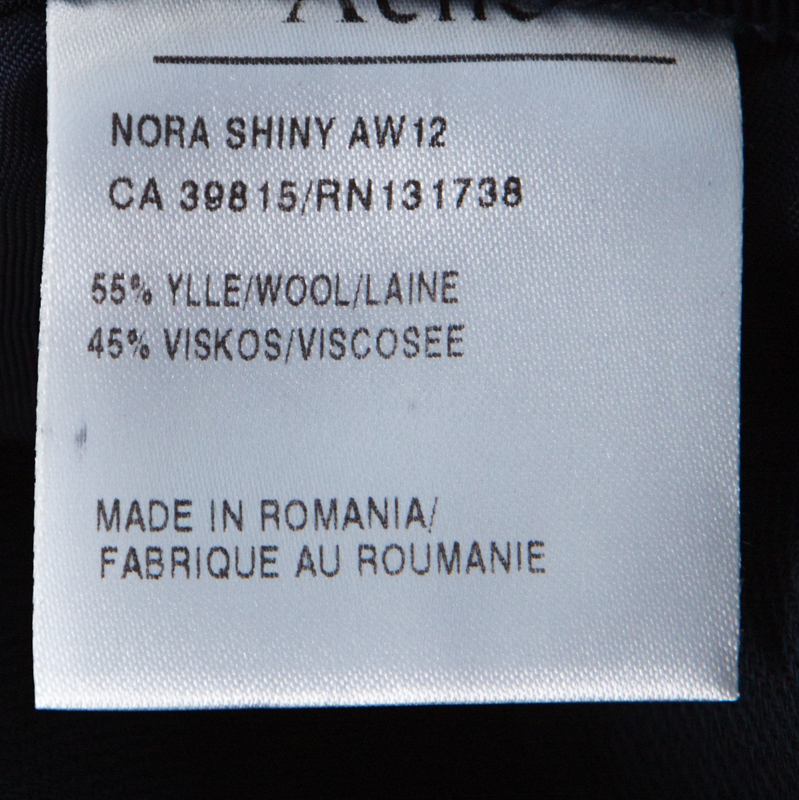 Acne
NORA SHINY AW12
CA 39815/RN131738
55% YLLE/WOOL/LAINE
45% VISKOS/VISCOSEE
MADE IN ROMANIA/
FABRIQUE AU ROUMANIE